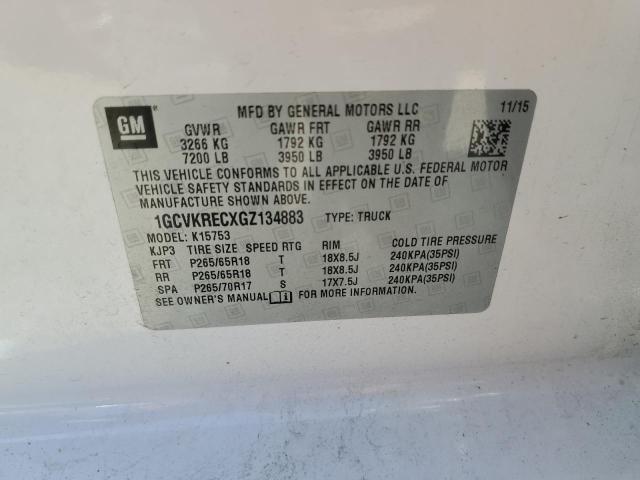 GM ® MFD BY GENERAL MOTORS LLC 11/15
GVWR GAWR FRT GAWR RR
3266 KG 1792 KG 1792 KG
7200 LB 3950 LB 3950 LB
THIS VEHICLE CONFORMS TO ALL APPLICABLE U.S. FEDERAL MOTOR
VEHICLE SAFETY STANDARDS IN EFFECT ON THE DATE OF
MANUFACTURE SHOWN ABOVE.
1GCVKRECXGZ134883 TYPE: TRUCK
MODEL: K15753
KJP3 TIRE SIZE SPEED RTG RIM COLD TIRE PRESSURE
FRT P265/65R18 T 18X8.5J 240KPA(35PSI)
RR P265/65R18 T 18X8.5J 240KPA(35PSI)
SPA P265/70R17 S 17X7.5J 240KPA(35PSI)
SEE OWNER'S MANUAL FOR MORE INFORMATION.